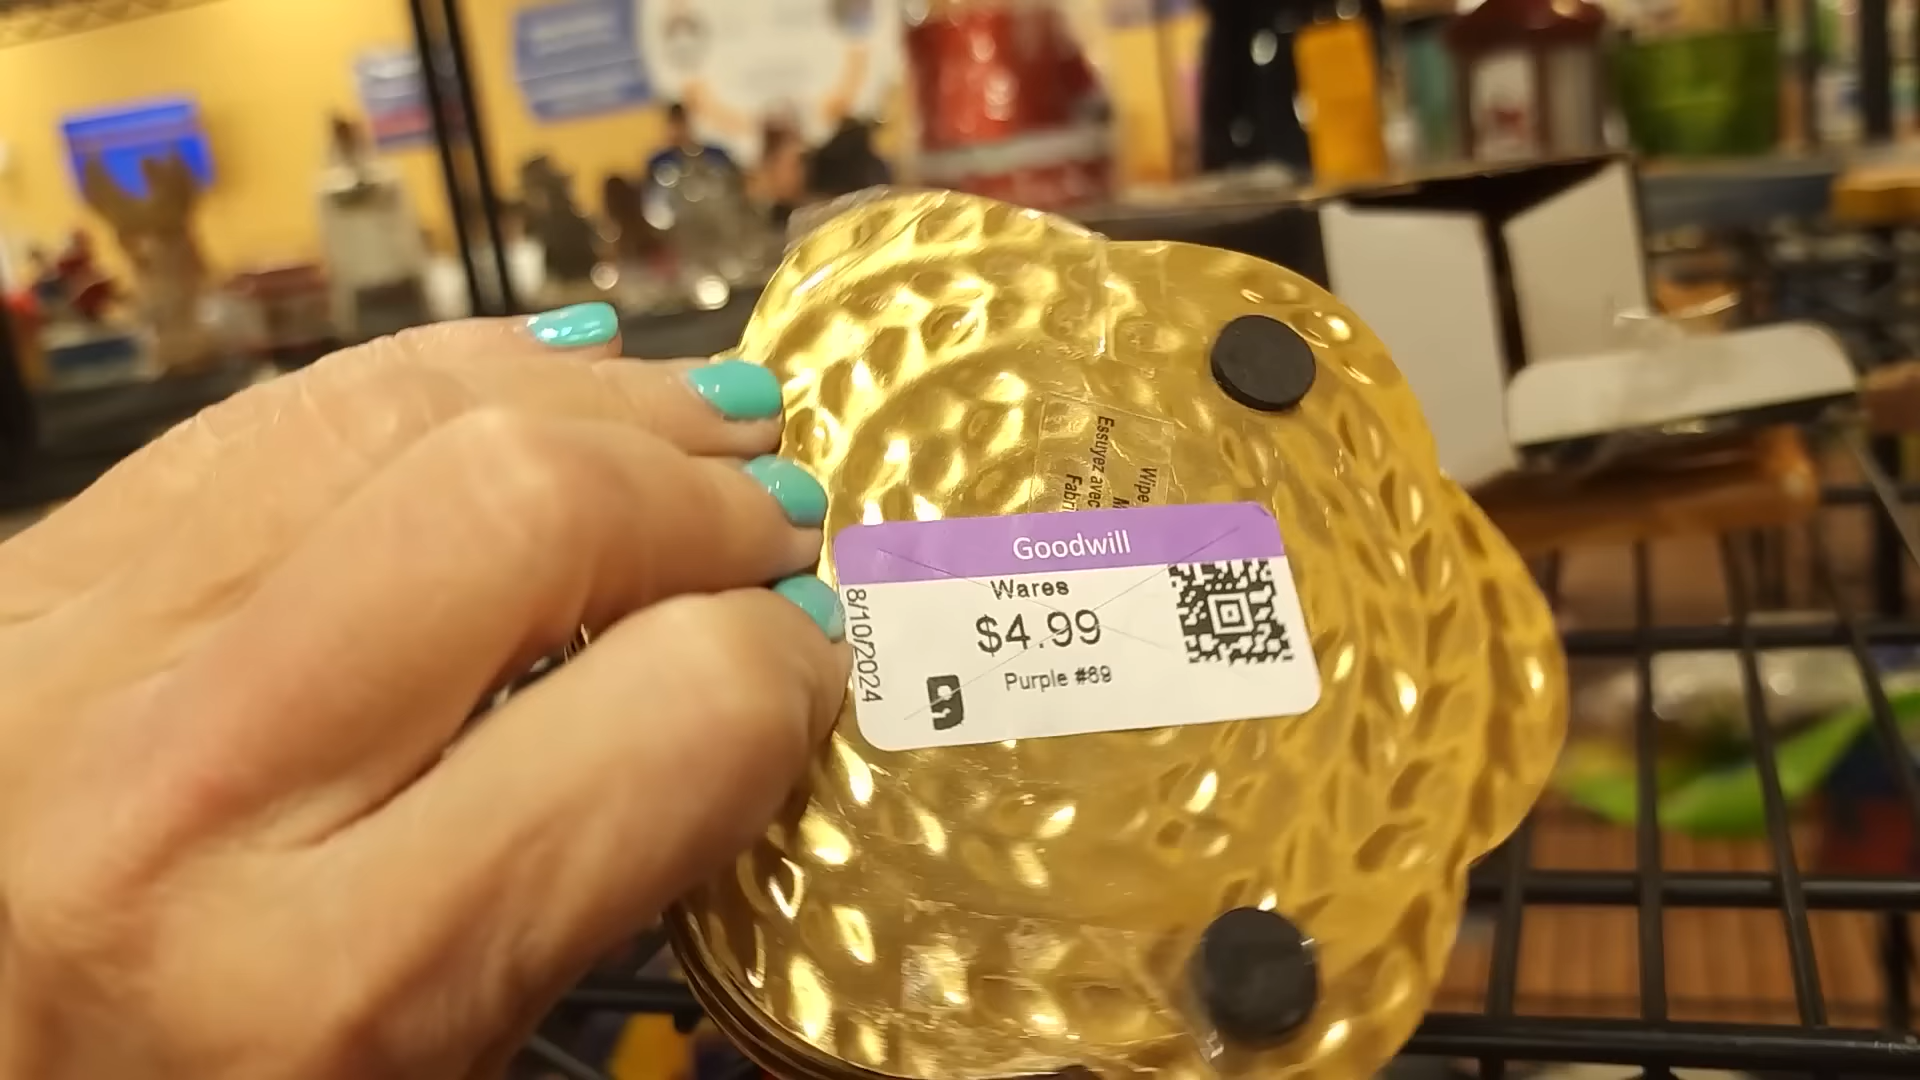 Wipe
Essuyez avec
Fabri
Goodwill
Wares
$4.99
Purple #69
8/10/2024